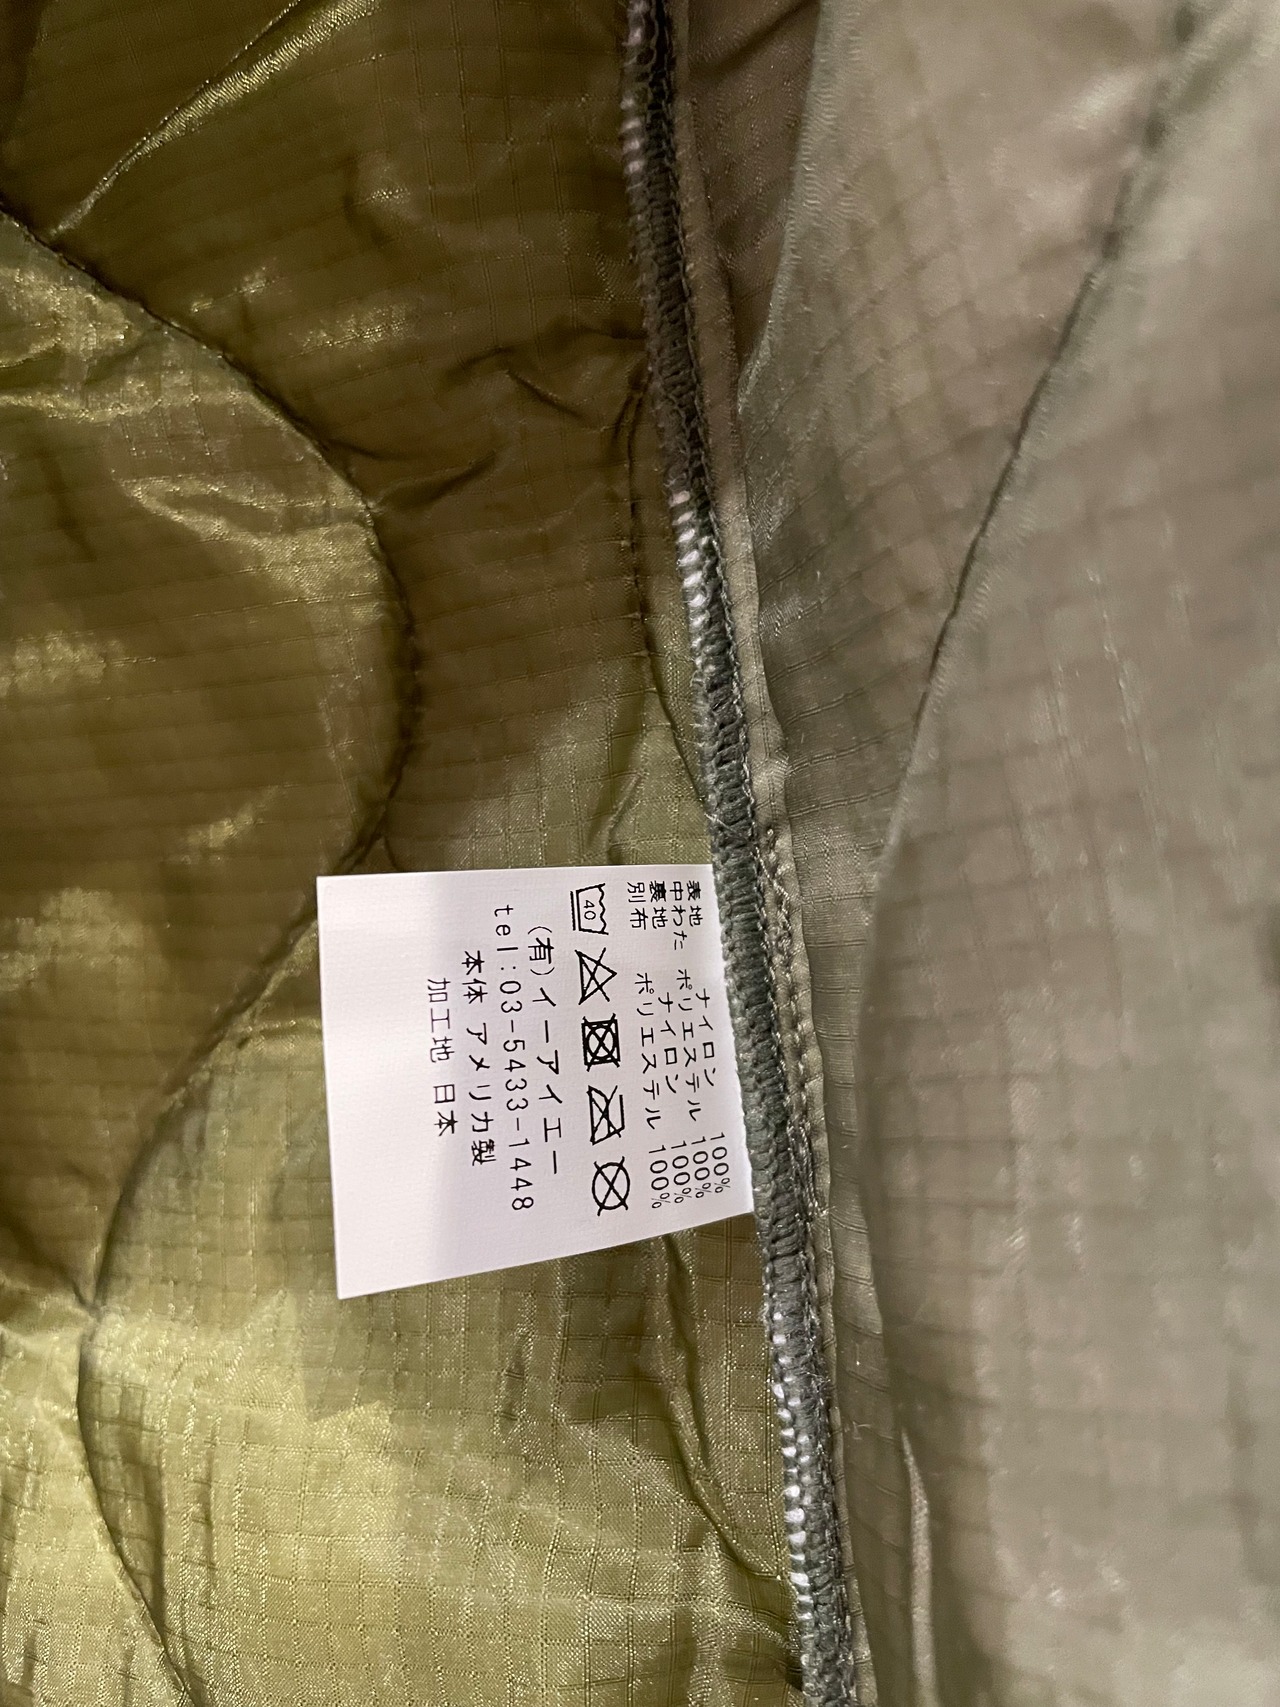 表地 ナイロン 100%
中わた ポリエステル 100%
裏地 ナイロン 100%
別布 ポリエステル 100%
40
(有)イーアイエー
tel:03-5433-1448
本体 アメリカ製
加工地 日本